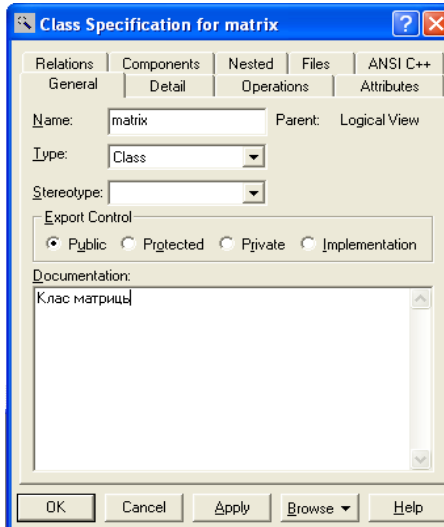 Class Specification for matrix
Relations Components Nested Files ANSI C++
General Detail Operations Attributes
Name: matrix Parent: Logical View
Type: Class
Stereotype:
Export Control
Public Protected Private Implementation
Documentation:
Клас матриць
OK Cancel Apply Browse Help